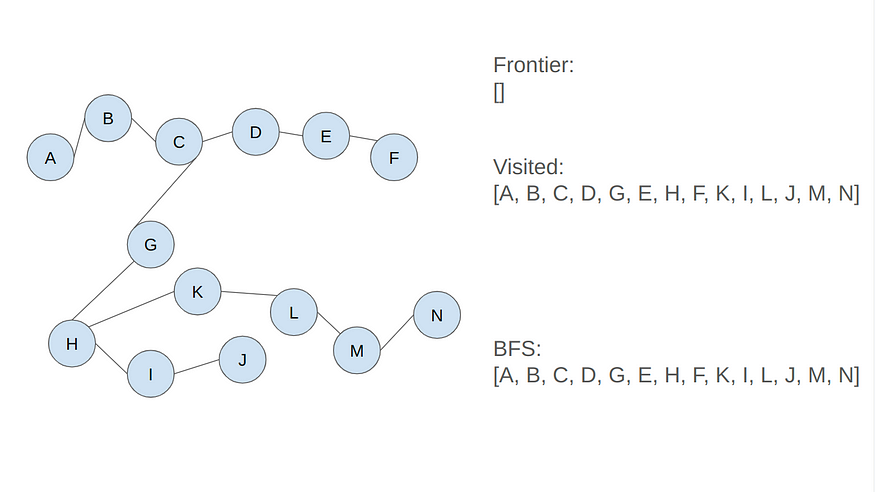 Frontier:
[]
Visited:
[A, B, C, D, G, E, H, F, K, I, L, J, M, N]
BFS:
[A, B, C, D, G, E, H, F, K, I, L, J, M, N]
A
B
C
D
E
F
G
K
H
I
J
L
M
N